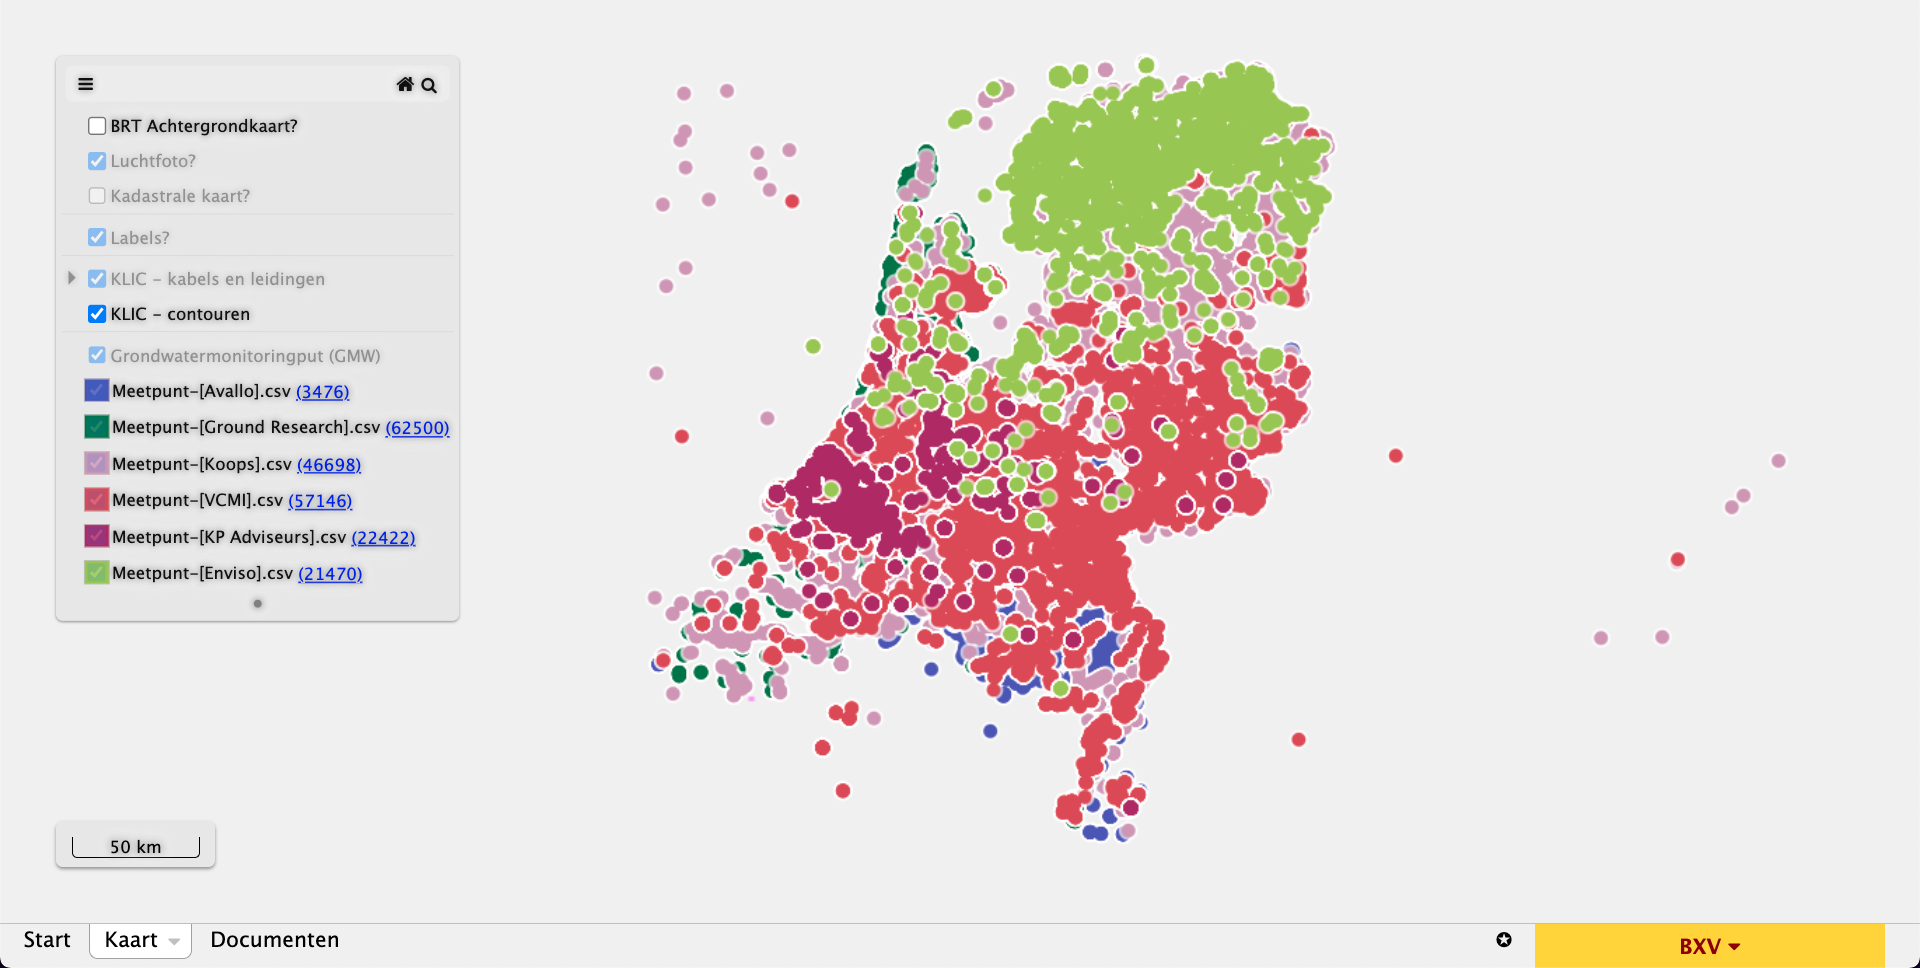 BRT Achtergrondkaart?
Luchtfoto?
Kadastrale kaart?
Labels?
KLIC – kabels en leidingen
KLIC – contouren
Grondwatermonitoringput (GMW)
Meetpunt-[Avallo].csv (3476)
Meetpunt-[Ground Research].csv (62500)
Meetpunt-[Koops].csv (46698)
Meetpunt-[VCMI].csv (57146)
Meetpunt-[KP Adviseurs].csv (22422)
Meetpunt-[Enviso].csv (21470)
50 km
Start Kaart Documenten BXV